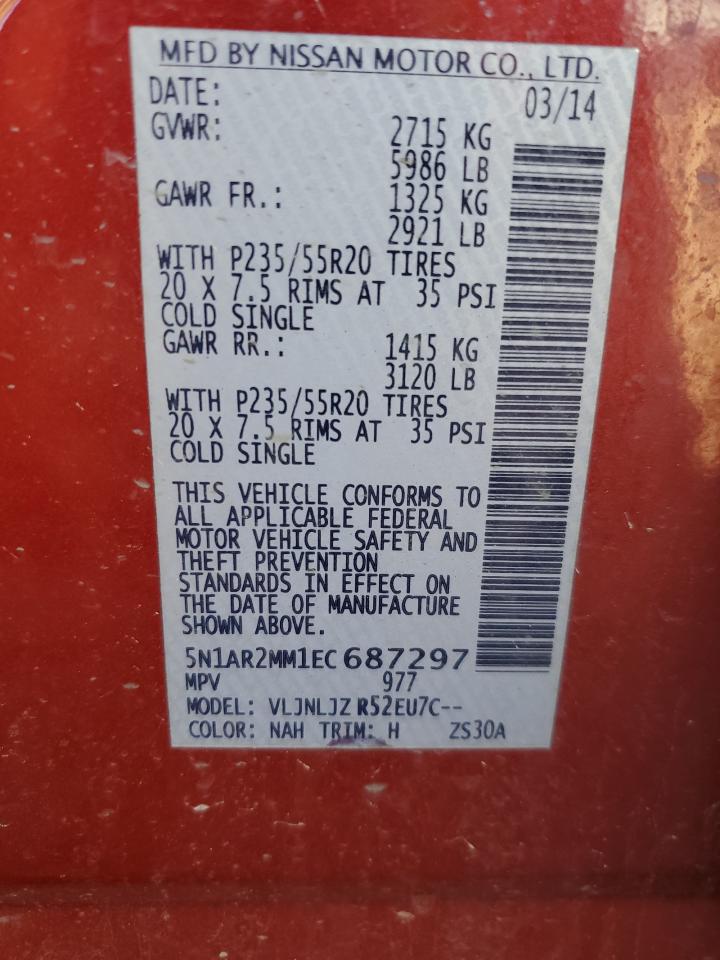 MFD BY NISSAN MOTOR CO., LTD.
DATE: 03/14
GVWR: 2715 KG
5986 LB
GAWR FR.: 1325 KG
2921 LB
WITH P235/55R20 TIRES
20 X 7.5 RIMS AT 35 PSI
COLD SINGLE
GAWR RR.: 1415 KG
3120 LB
WITH P235/55R20 TIRES
20 X 7.5 RIMS AT 35 PSI
COLD SINGLE
THIS VEHICLE CONFORMS TO
ALL APPLICABLE FEDERAL
MOTOR VEHICLE SAFETY AND
THEFT PREVENTION
STANDARDS IN EFFECT ON
THE DATE OF MANUFACTURE
SHOWN ABOVE.
5N1AR2MM1EC687297
MPV 977
MODEL: VLJNLJZ R52EU7C--
COLOR: NAH TRIM: H ZS30A